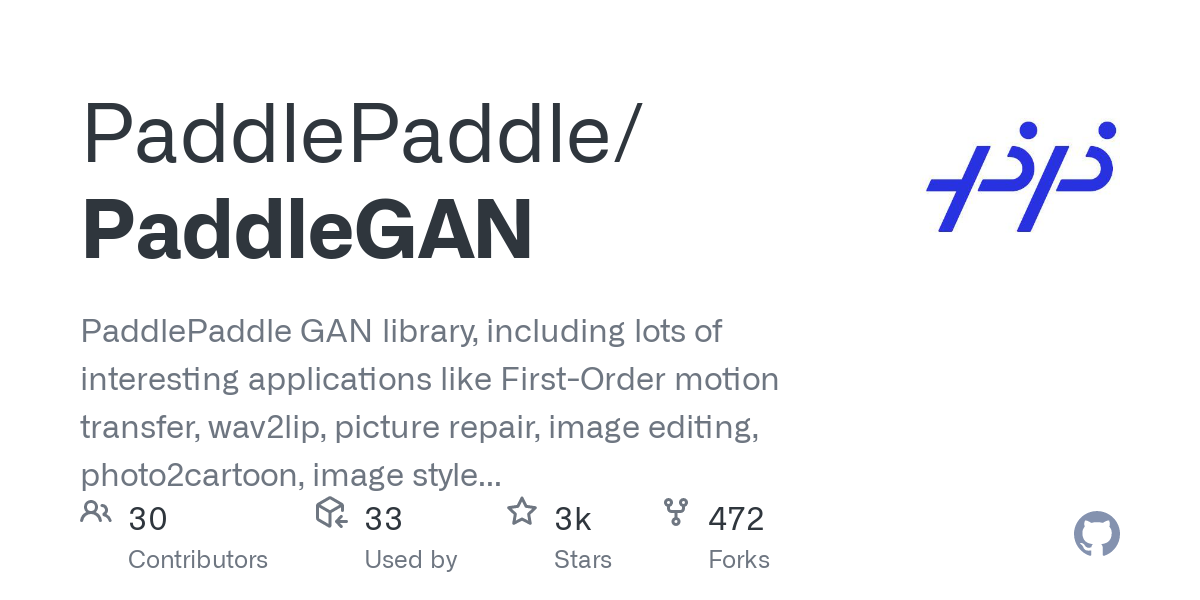 PaddlePaddle/
PaddleGAN
PaddlePaddle GAN library, including lots of
interesting applications like First-Order motion
transfer, wav2lip, picture repair, image editing,
photo2cartoon, image style...
30 33 3k 472
Contributors Used by Stars Forks